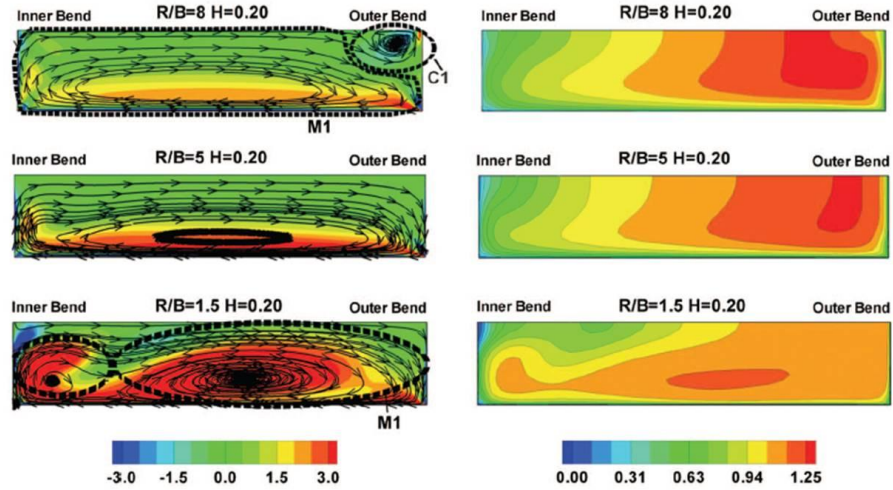 Inner Bend R/B=8 H=0.20 Outer Bend
C1
M1
R/B=8 H=0.20
Inner Bend Outer Bend
Inner Bend R/B=5 H=0.20 Outer Bend
Inner Bend R/B=5 H=0.20 Outer Bend
Inner Bend R/B=1.5 H=0.20 Outer Bend
M1
Inner Bend R/B=1.5 H=0.20 Outer Bend
-3.0 -1.5 0.0 1.5 3.0
0.00 0.31 0.63 0.94 1.25